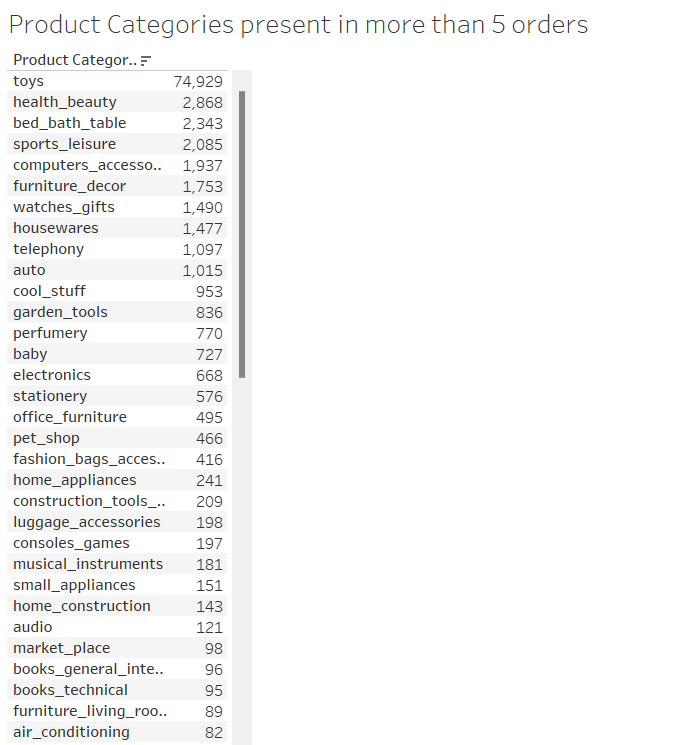 Product Categories present in more than 5 orders
Product Categor..
toys 74,929
health_beauty 2,868
bed_bath_table 2,343
sports_leisure 2,085
computers_accesso.. 1,937
furniture_decor 1,753
watches_gifts 1,490
housewares 1,477
telephony 1,097
auto 1,015
cool_stuff 953
garden_tools 836
perfumery 770
baby 727
electronics 668
stationery 576
office_furniture 495
pet_shop 466
fashion_bags_acces.. 416
home_appliances 241
construction_tools_.. 209
luggage_accessories 198
consoles_games 197
musical_instruments 181
small_appliances 151
home_construction 143
audio 121
market_place 98
books_general_inte.. 96
books_technical 95
furniture_living_roo.. 89
air_conditioning 82